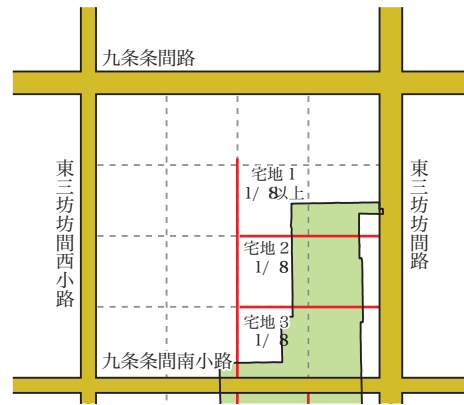 九条条間路
東三坊坊間西小路
東三坊坊間路
宅地１
1/ 8以上
宅地２
1/ 8
宅地３
1/ 8
九条条間南小路